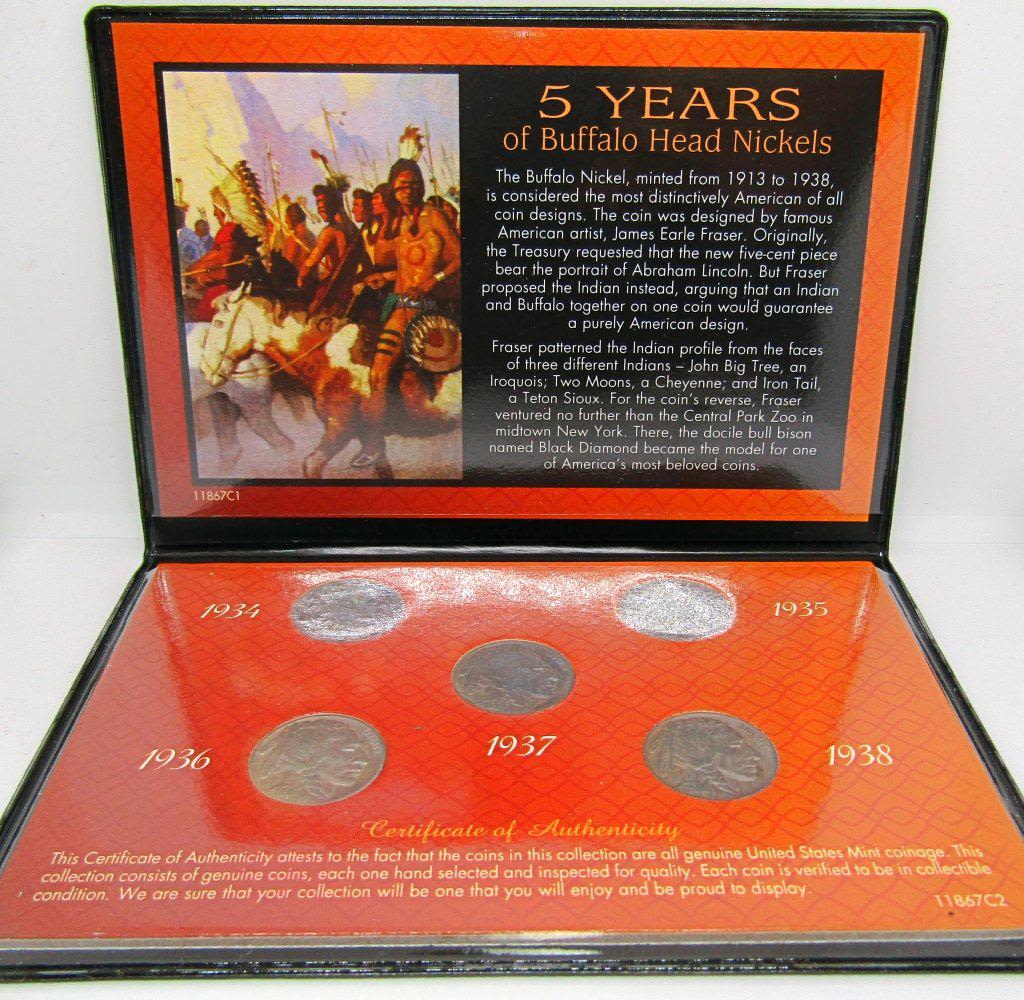 5 YEARS
of Buffalo Head Nickels
The Buffalo Nickel, minted from 1913 to 1938,
is considered the most distinctively American of all
coin designs. The coin was designed by famous
American artist, James Earle Fraser. Originally,
the Treasury requested that the new five-cent piece
bear the portrait of Abraham Lincoln. But Fraser
proposed the Indian instead, arguing that an Indian
and Buffalo together on one coin would guarantee
a purely American design.
Fraser patterned the Indian profile from the faces
of three different Indians – John Big Tree, an
Iroquois; Two Moons, a Cheyenne; and Iron Tail,
a Teton Sioux. For the coin's reverse, Fraser
ventured no further than the Central Park Zoo in
midtown New York. There, the docile bull bison
named Black Diamond became the model for one
of America's most beloved coins.
11867C1
1934
1935
1936
1937
1938
Certificate of Authenticity
This Certificate of Authenticity attests to the fact that the coins in this collection are all genuine United States Mint coinage. This
collection consists of genuine coins, each one hand selected and inspected for quality. Each coin is verified to be in collectible
condition. We are sure that your collection will be one that you will enjoy and be proud to display.
11867C2